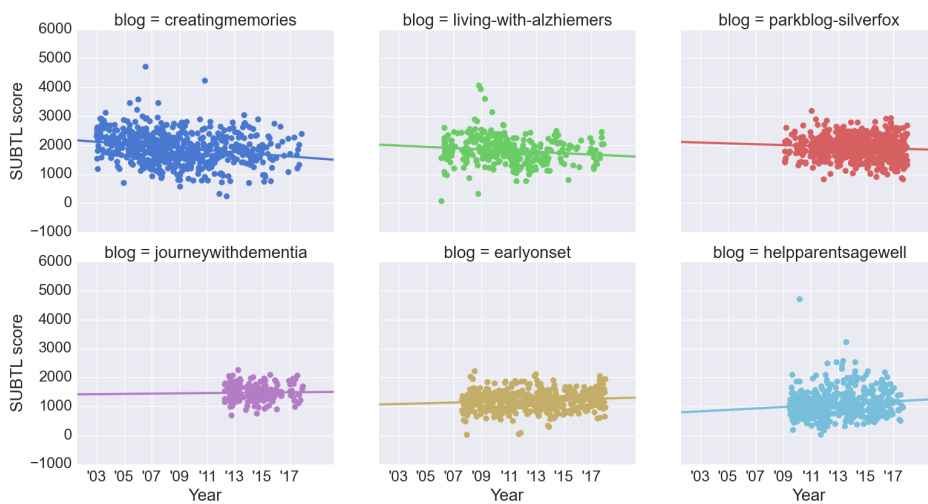 blog = creatingmemories
blog = living-with-alzhiemers
blog = parkblog-silverfox
6000
5000
4000
3000
2000
1000
0
−1000
SUBTL score
blog = journeywithdementia
blog = earlyonset
blog = helpparentsagewell
6000
5000
4000
3000
2000
1000
0
−1000
SUBTL score
'03 '05 '07 '09 '11 '13 '15 '17
'03 '05 '07 '09 '11 '13 '15 '17
'03 '05 '07 '09 '11 '13 '15 '17
Year
Year
Year